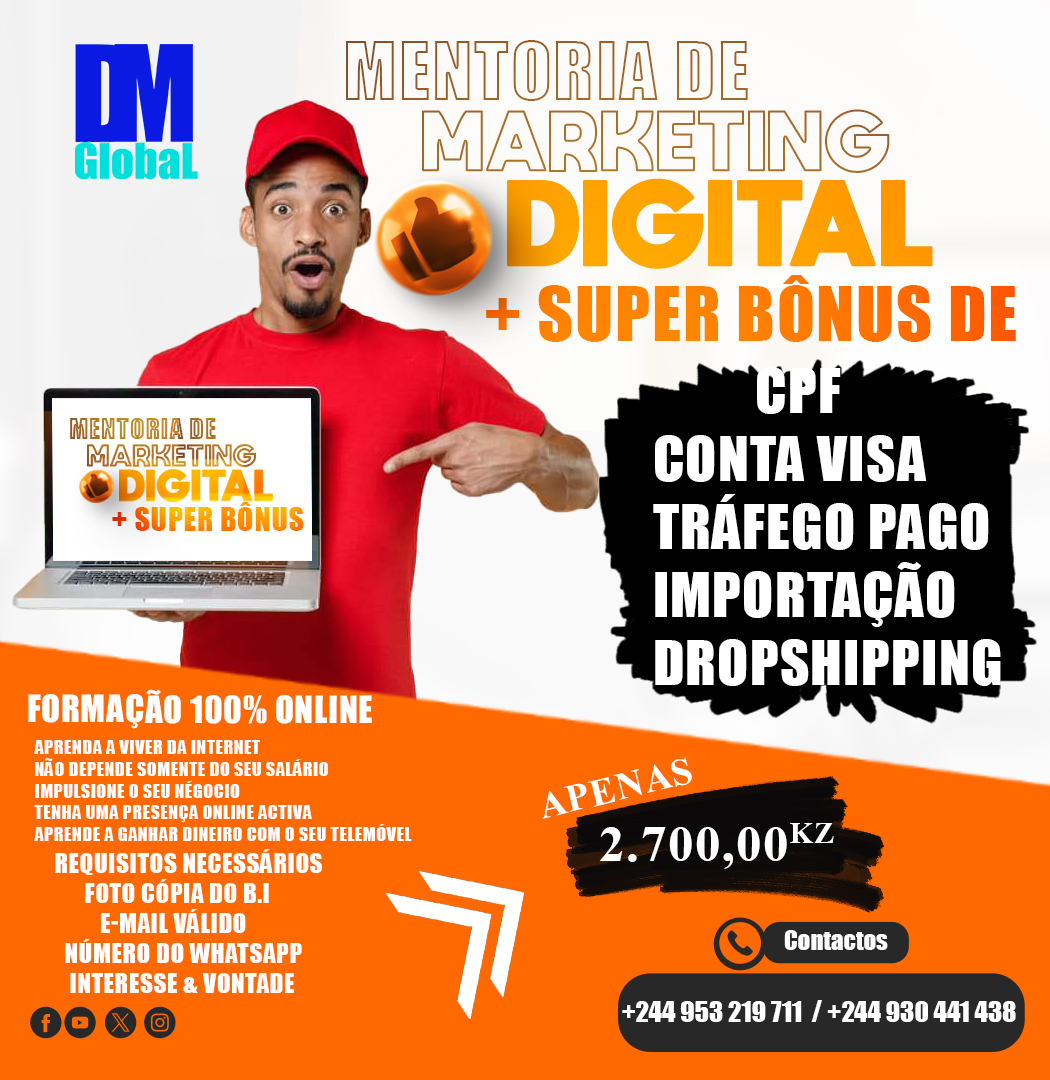 DM
GlobaL
MENTORIA DE
MARKETING
DIGITAL
+ SUPER BÔNUS DE
CPF
CONTA VISA
TRÁFEGO PAGO
IMPORTAÇÃO
DROPSHIPPING
MENTORIA DE
MARKETING
DIGITAL
+ SUPER BÔNUS
FORMAÇÃO 100% ONLINE
APRENDA A VIVER DA INTERNET
NÃO DEPENDE SOMENTE DO SEU SALÁRIO
IMPULSIONE O SEU NÉGOCIO
TENHA UMA PRESENÇA ONLINE ACTIVA
APRENDE A GANHAR DINEIRO COM O SEU TELEMÓVEL
REQUISITOS NECESSÁRIOS
FOTO CÓPIA DO B.I
E-MAIL VÁLIDO
NÚMERO DO WHATSAPP
INTERESSE & VONTADE
APENAS
2.700,00KZ
Contactos
+244 953 219 711 / +244 930 441 438